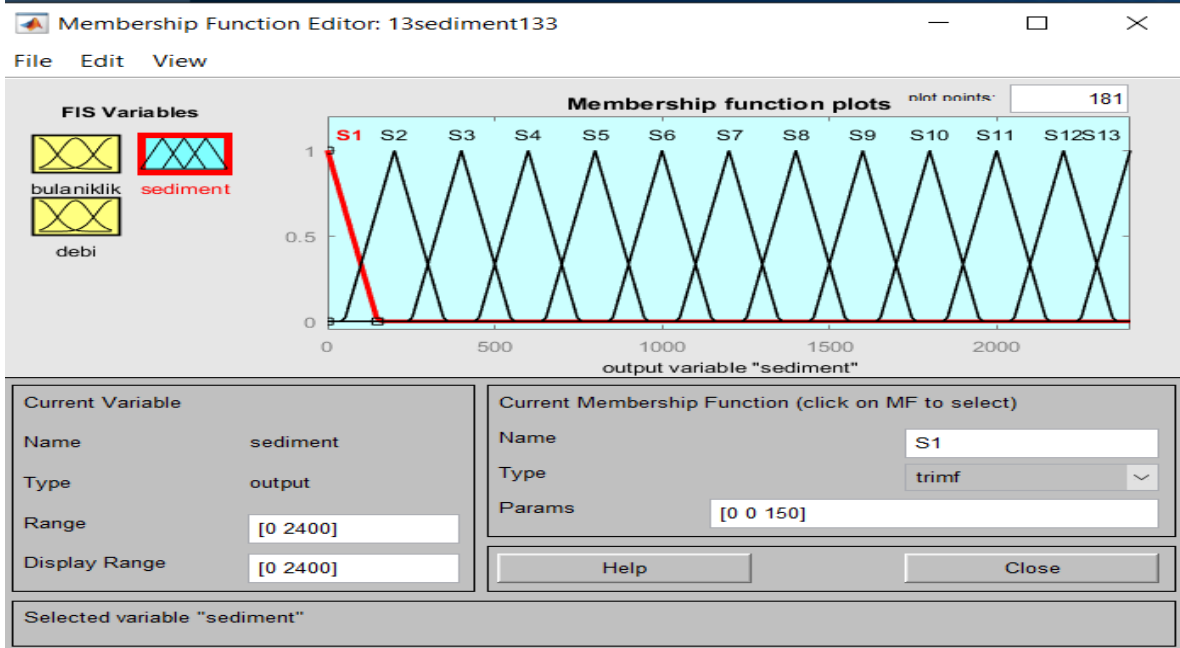 Membership Function Editor: 13sediment133
File Edit View
FIS Variables
bulaniklik sediment
debi
Membership function plots plot points: 181
S1 S2 S3 S4 S5 S6 S7 S8 S9 S10 S11 S12S13
1
0.5
0
0 500 1000 1500 2000
output variable "sediment"
Current Variable
Name sediment
Type output
Range [0 2400]
Display Range [0 2400]
Current Membership Function (click on MF to select)
Name S1
Type trimf
Params [0 0 150]
Help Close
Selected variable "sediment"